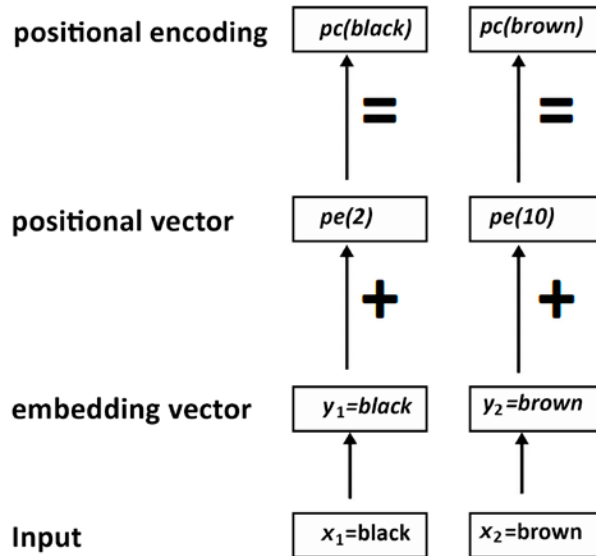 positional encoding pc(black) pc(brown)
=
=
positional vector pe(2) pe(10)
+
+
embedding vector y₁=black y₂=brown
Input x₁=black x₂=brown